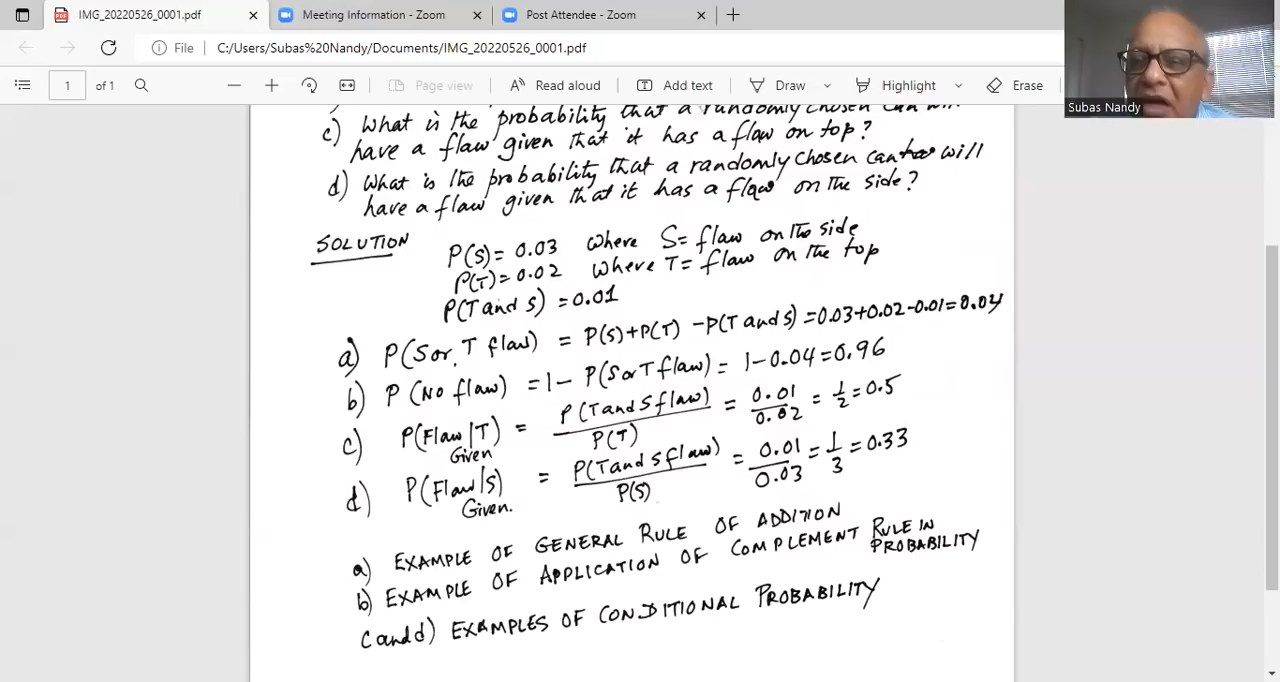 IMG_20220526_0001.pdf
Meeting Information - Zoom
Post Attendee - Zoom
File
C:/Users/Subas%20Nandy/Documents/IMG_20220526_0001.pdf
1 of 1
Page view
Read aloud
Add text
Draw
Highlight
Erase
Subas Nandy
c) What is the probability that a randomly chosen can will
have a flaw given that it has a flaw on top?
d) What is the probability that a randomly chosen can will
have a flaw given that it has a flaw on the side?
SOLUTION
P(S) = 0.03 where S = flaw on the side
P(T) = 0.02 where T = flaw on the top
P(T and S) = 0.01
a) P(S or T flaw) = P(S)+P(T) - P(T and S) = 0.03+0.02-0.01 = 0.04
b) P (No flaw) = 1 - P(S or T flaw) = 1 - 0.04 = 0.96
c) P(Flaw|T) = P(T and S flaw) / P(T) = 0.01/0.02 = 1/2 = 0.5
Given
d) P(Flaw|S) = P(T and S flaw) / P(S) = 0.01/0.03 = 1/3 = 0.33
Given.
a) EXAMPLE OF GENERAL RULE OF ADDITION
b) EXAMPLE OF APPLICATION OF COMPLEMENT RULE IN
PROBABILITY
c and d) EXAMPLES OF CONDITIONAL PROBABILITY